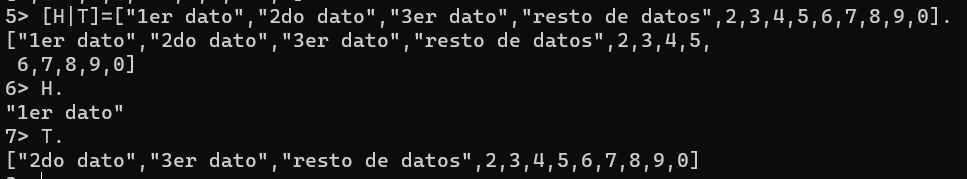 5> [H|T]=["1er dato","2do dato","3er dato","resto de datos",2,3,4,5,6,7,8,9,0].
["1er dato","2do dato","3er dato","resto de datos",2,3,4,5,
 6,7,8,9,0]
6> H.
"1er dato"
7> T.
["2do dato","3er dato","resto de datos",2,3,4,5,6,7,8,9,0]